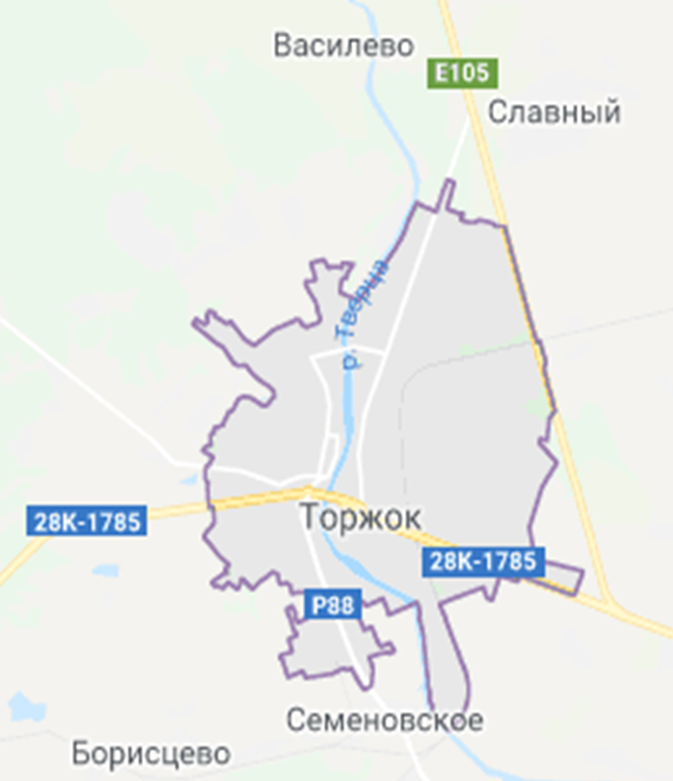 Василево
E105
Славный
р. Тверца
28К-1785
Торжок
28К-1785
Р88
Семеновское
Борисцево